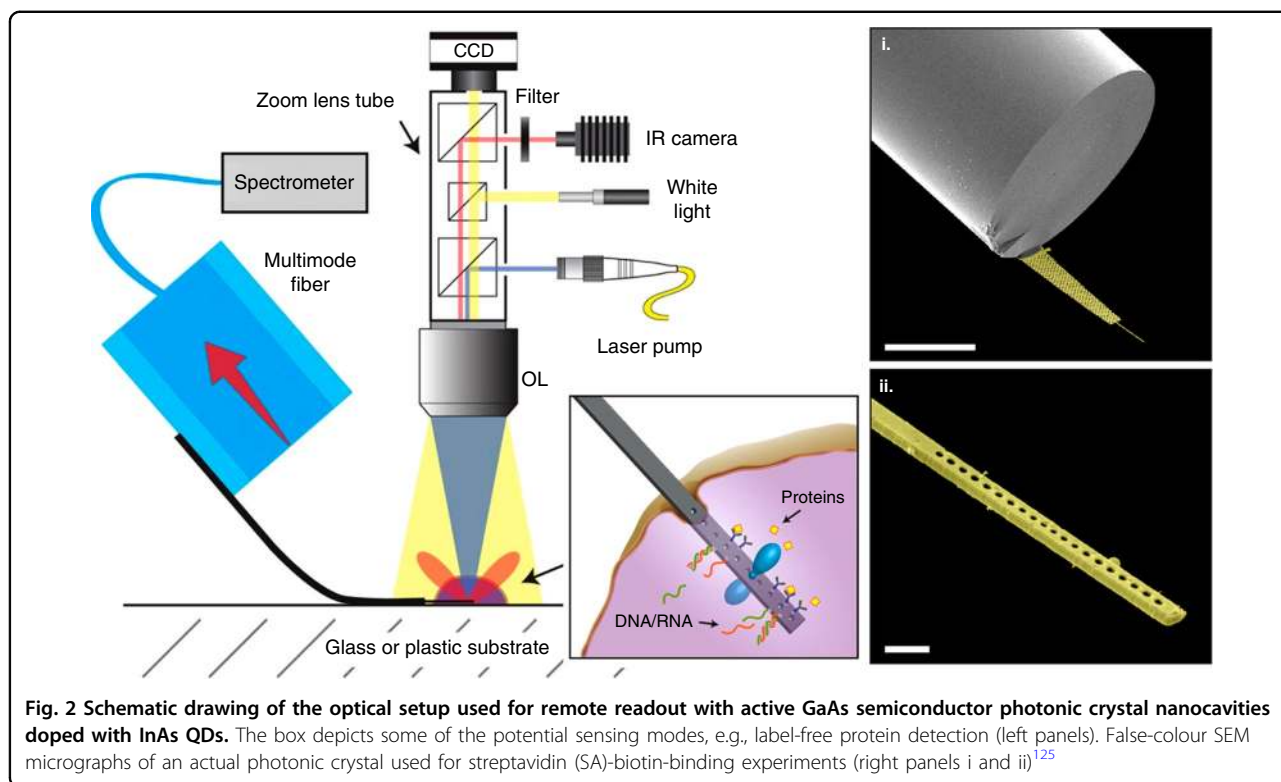 CCD
Zoom lens tube
Filter
IR camera
Spectrometer
White
light
Multimode
fiber
Laser pump
OL
Proteins
DNA/RNA
Glass or plastic substrate
i.
ii.
Fig. 2 Schematic drawing of the optical setup used for remote readout with active GaAs semiconductor photonic crystal nanocavities
doped with InAs QDs. The box depicts some of the potential sensing modes, e.g., label-free protein detection (left panels). False-colour SEM
micrographs of an actual photonic crystal used for streptavidin (SA)-biotin-binding experiments (right panels i and ii)125